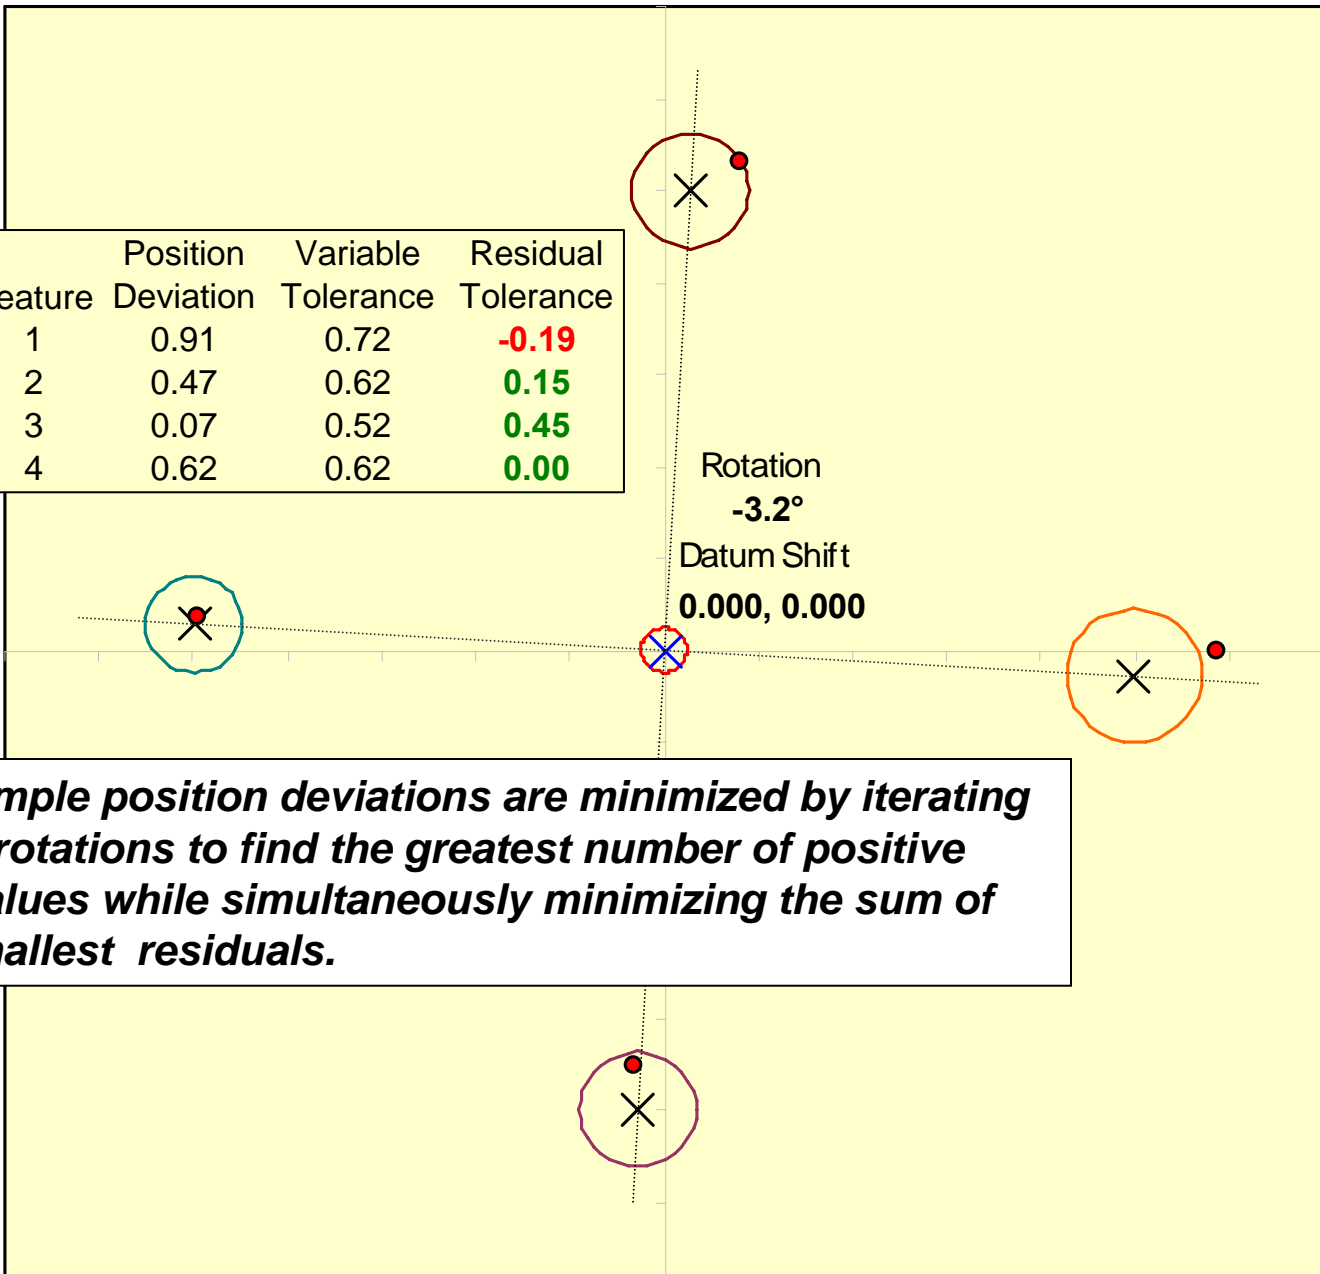 Position Variable Residual
eature Deviation Tolerance Tolerance
1 0.91 0.72 -0.19
2 0.47 0.62 0.15
3 0.07 0.52 0.45
4 0.62 0.62 0.00
Rotation
-3.2°
Datum Shift
0.000, 0.000
mple position deviations are minimized by iterating
rotations to find the greatest number of positive
alues while simultaneously minimizing the sum of
nallest residuals.